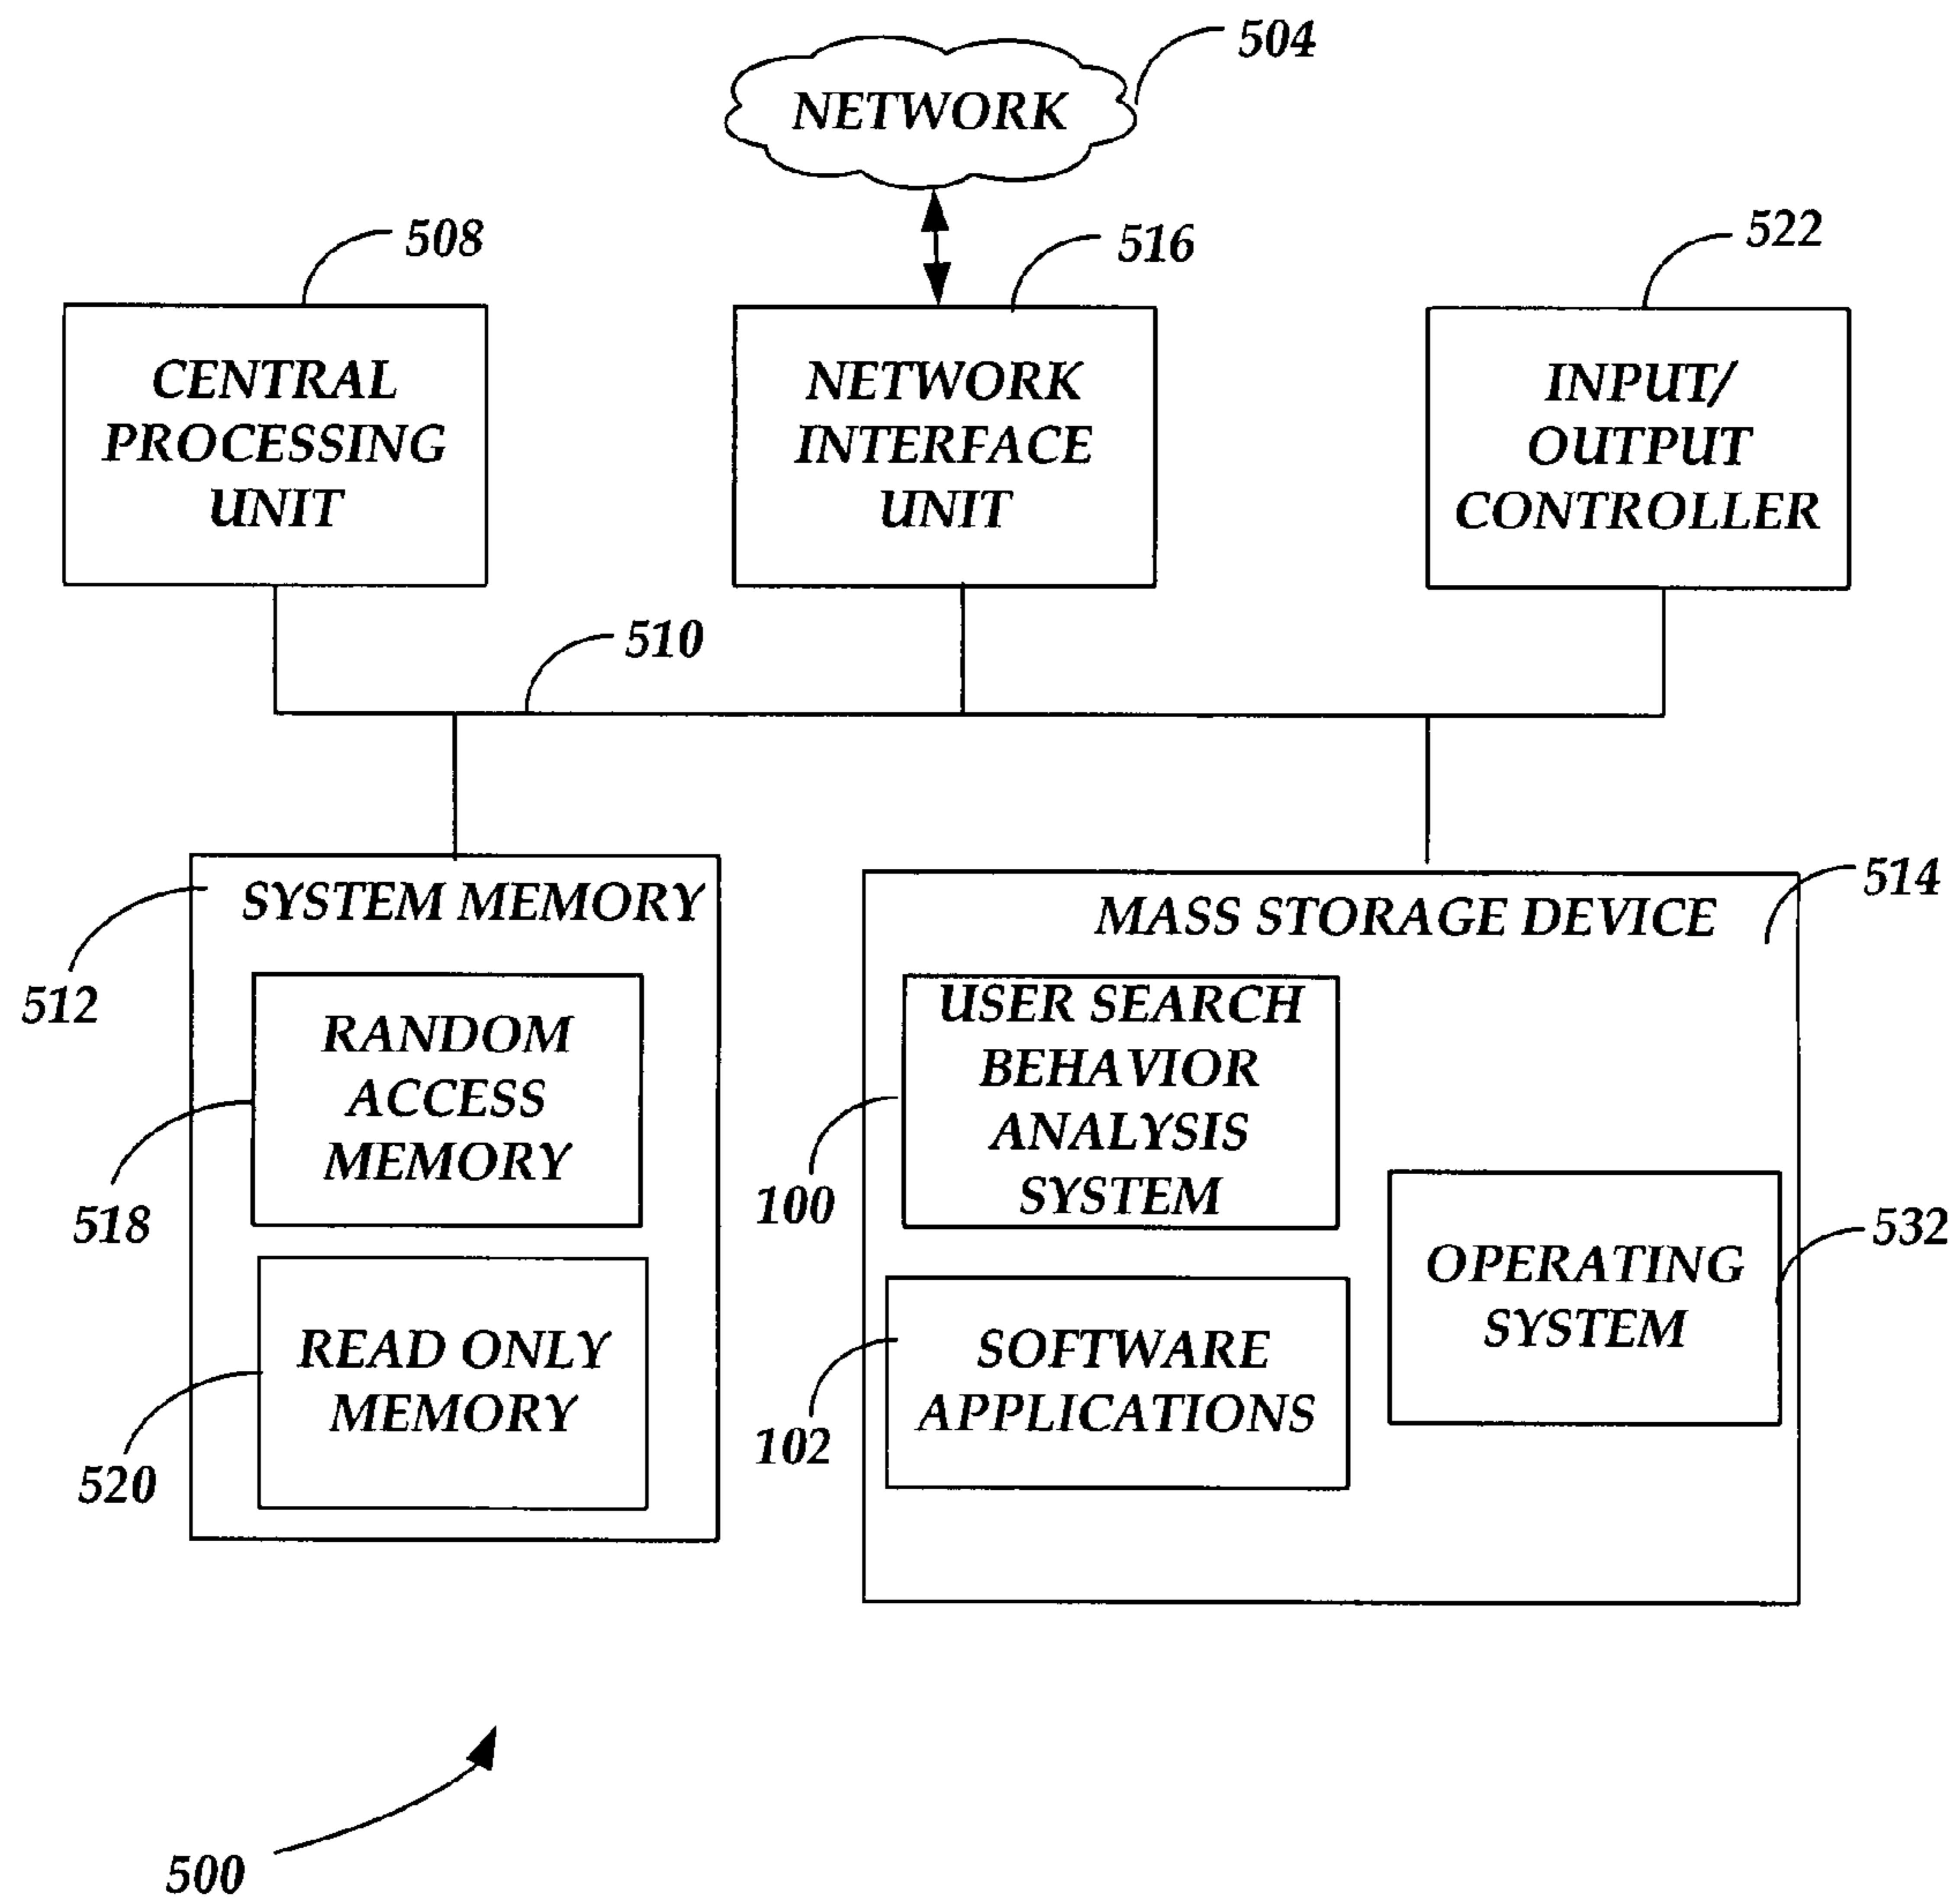 504
NETWORK
508
516
522
CENTRAL
PROCESSING
UNIT
NETWORK
INTERFACE
UNIT
INPUT/
OUTPUT
CONTROLLER
510
512
SYSTEM MEMORY
518
RANDOM
ACCESS
MEMORY
520
READ ONLY
MEMORY
514
MASS STORAGE DEVICE
100
USER SEARCH
BEHAVIOR
ANALYSIS
SYSTEM
532
OPERATING
SYSTEM
102
SOFTWARE
APPLICATIONS
500